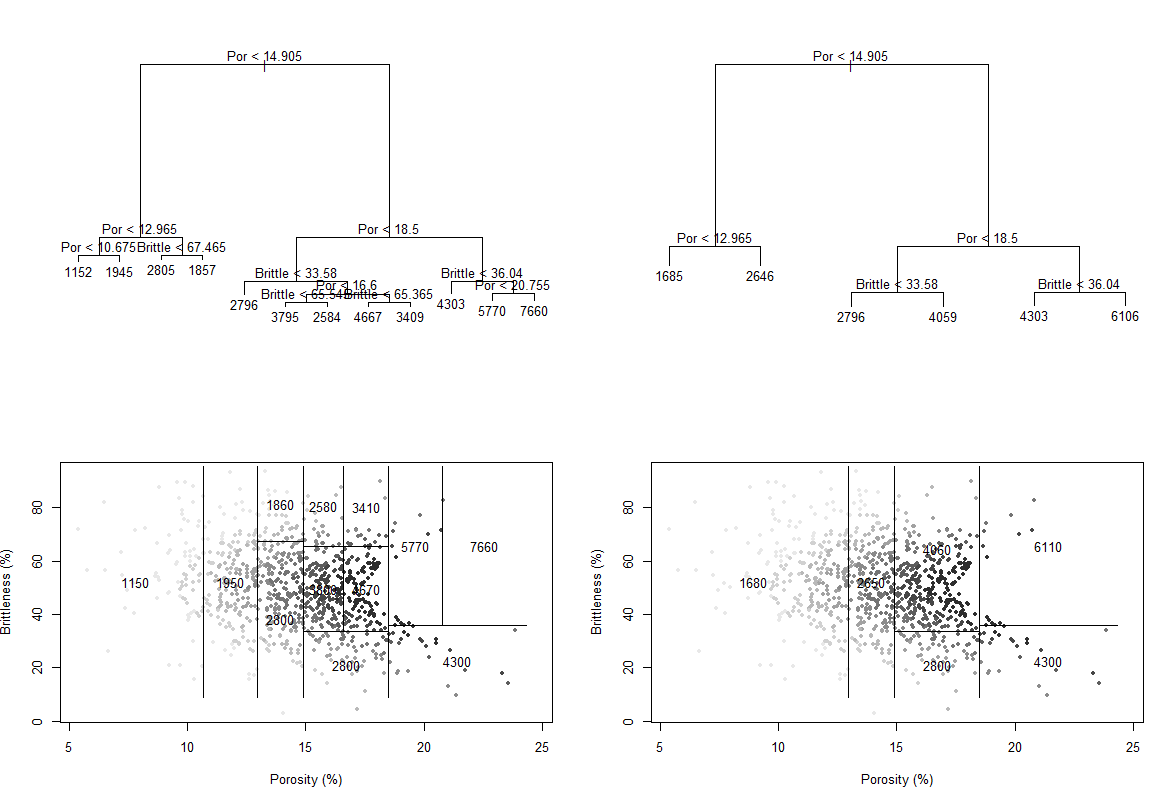 Por < 14.905
Por < 12.965
Por < 18.5
Por < 10.675
Brittle < 67.465
Brittle < 33.58
Brittle < 36.04
1152 1945 2805 1857
Por < 16.6
Por < 20.755
2796
Brittle < 65.545
Brittle < 65.365
4303
3795 2584 4667 3409
5770 7660
Por < 14.905
Por < 12.965
Por < 18.5
1685 2646
Brittle < 33.58
Brittle < 36.04
2796 4059 4303 6106
Brittleness (%)
0 20 40 60 80
1860 2580 3410
5770 7660
1150 1950 3800 4670
2800
2800 4300
5 10 15 20 25
Porosity (%)
Brittleness (%)
0 20 40 60 80
4060 6110
1680 2650
2800 4300
5 10 15 20 25
Porosity (%)